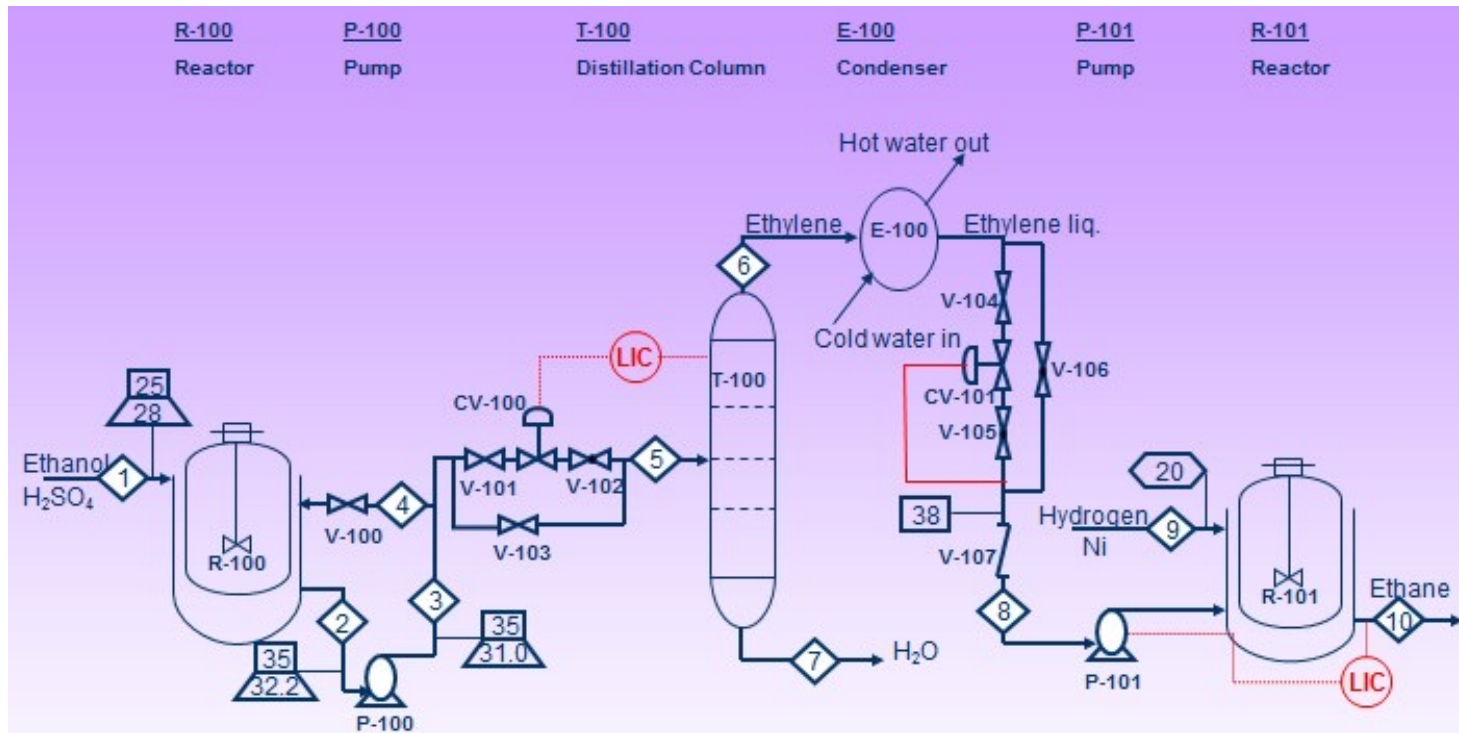 R-100
Reactor
P-100
Pump
T-100
Distillation Column
E-100
Condenser
P-101
Pump
R-101
Reactor
Hot water out
Ethylene
E-100
Ethylene liq.
6
V-104
Cold water in
LIC
T-100
V-106
CV-101
25
28
CV-100
V-105
Ethanol
1
H₂SO₄
5
V-101
V-102
4
V-100
V-103
20
38
Hydrogen
9
Ni
R-100
V-107
R-101
Ethane
3
8
10
2
35
31.0
35
32.2
7
H₂O
P-100
P-101
LIC